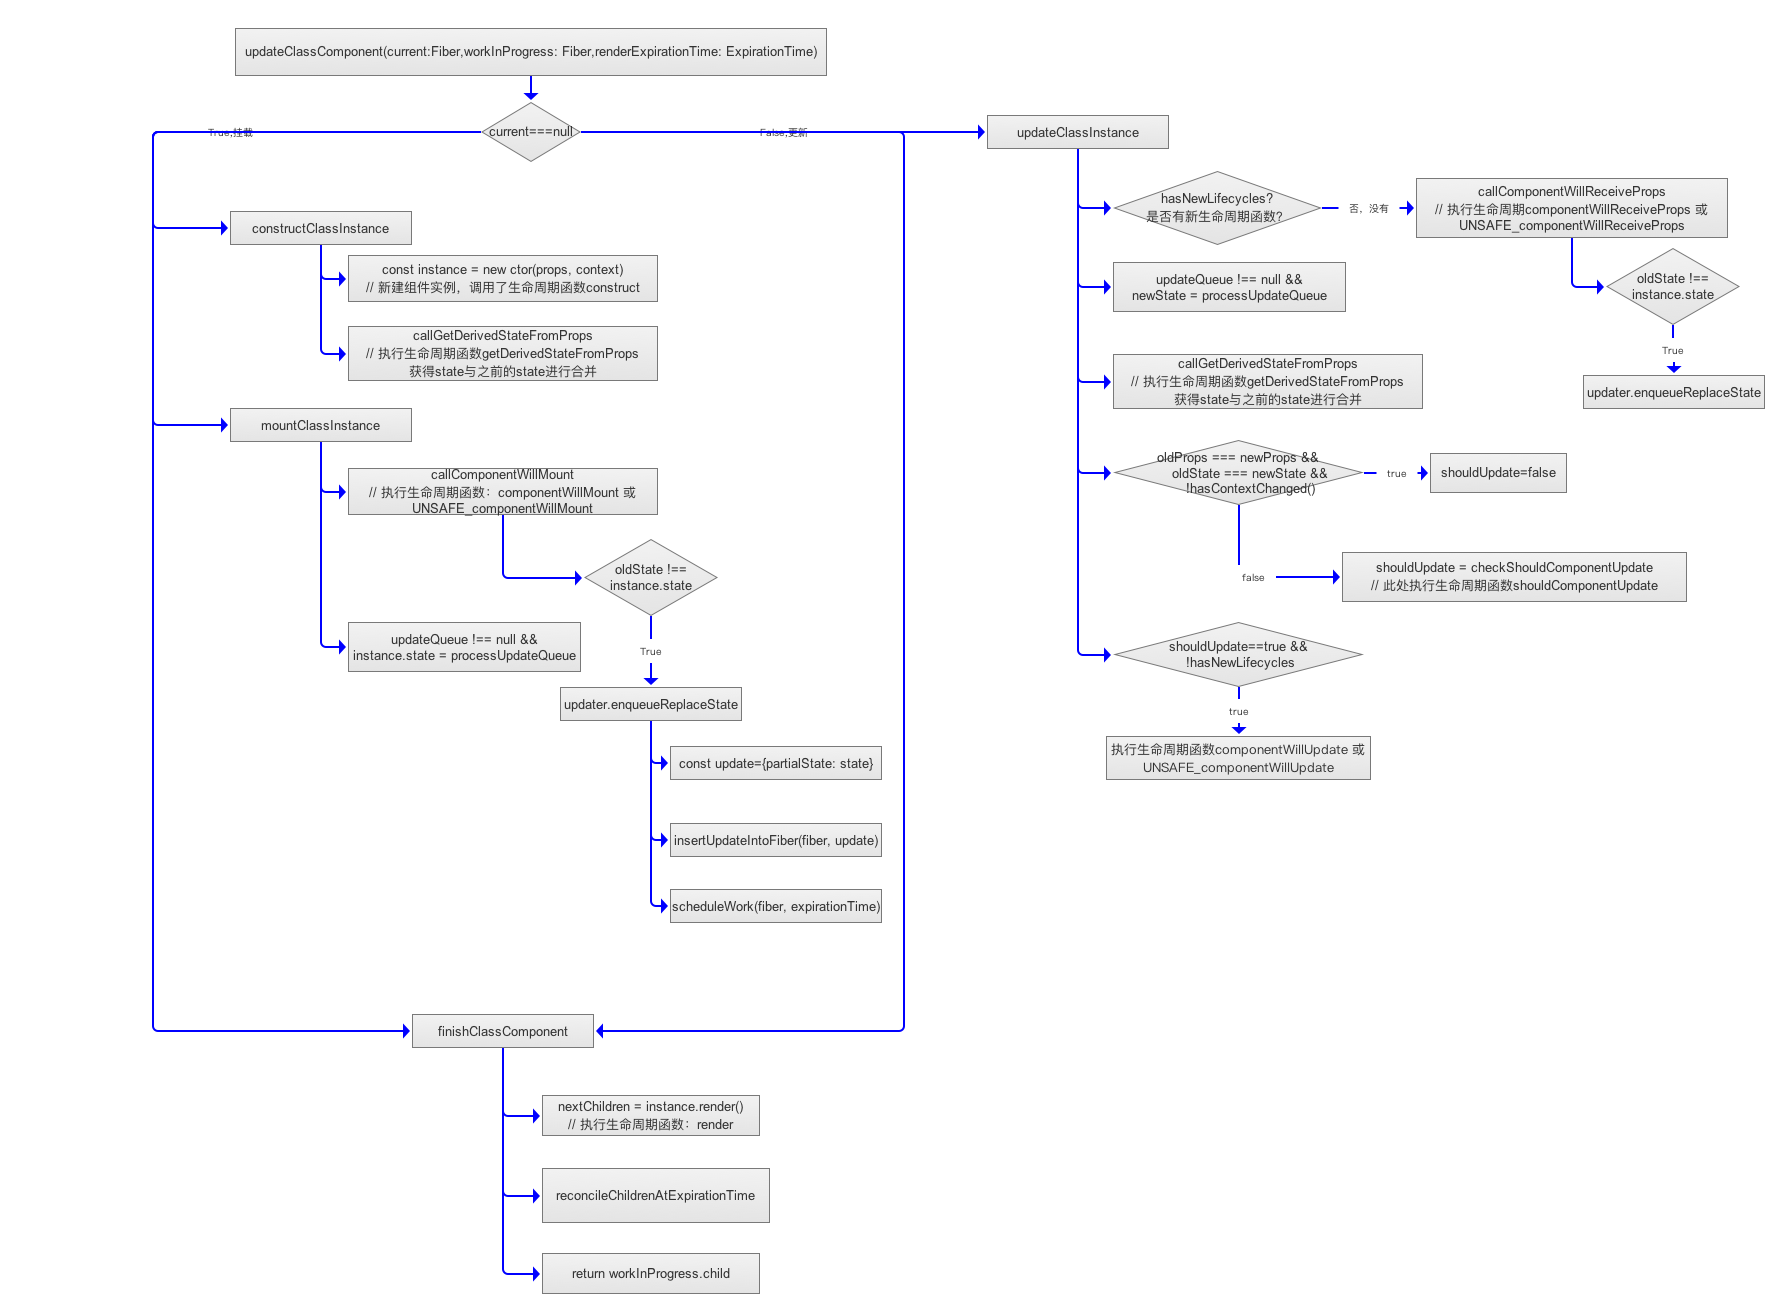 updateClassComponent(current:Fiber,workInProgress: Fiber,renderExpirationTime: ExpirationTime)
current===null
True,挂载
False,更新
constructClassInstance
const instance = new ctor(props, context)
// 新建组件实例，调用了生命周期函数construct
callGetDerivedStateFromProps
// 执行生命周期函数getDerivedStateFromProps
获得state与之前的state进行合并
mountClassInstance
callComponentWillMount
// 执行生命周期函数：componentWillMount 或
UNSAFE_componentWillMount
oldState !==
instance.state
True
updateQueue !== null &&
instance.state = processUpdateQueue
updater.enqueueReplaceState
const update={partialState: state}
insertUpdateIntoFiber(fiber, update)
scheduleWork(fiber, expirationTime)
finishClassComponent
nextChildren = instance.render()
// 执行生命周期函数：render
reconcileChildrenAtExpirationTime
return workInProgress.child
updateClassInstance
hasNewLifecycles?
是否有新生命周期函数?
否，没有
callComponentWillReceiveProps
// 执行生命周期componentWillReceiveProps 或
UNSAFE_componentWillReceiveProps
oldState !==
instance.state
True
updater.enqueueReplaceState
updateQueue !== null &&
newState = processUpdateQueue
callGetDerivedStateFromProps
// 执行生命周期函数getDerivedStateFromProps
获得state与之前的state进行合并
oldProps === newProps &&
oldState === newState &&
!hasContextChanged()
true
shouldUpdate=false
false
shouldUpdate = checkShouldComponentUpdate
// 此处执行生命周期函数shouldComponentUpdate
shouldUpdate==true &&
!hasNewLifecycles
true
执行生命周期函数componentWillUpdate 或
UNSAFE_componentWillUpdate